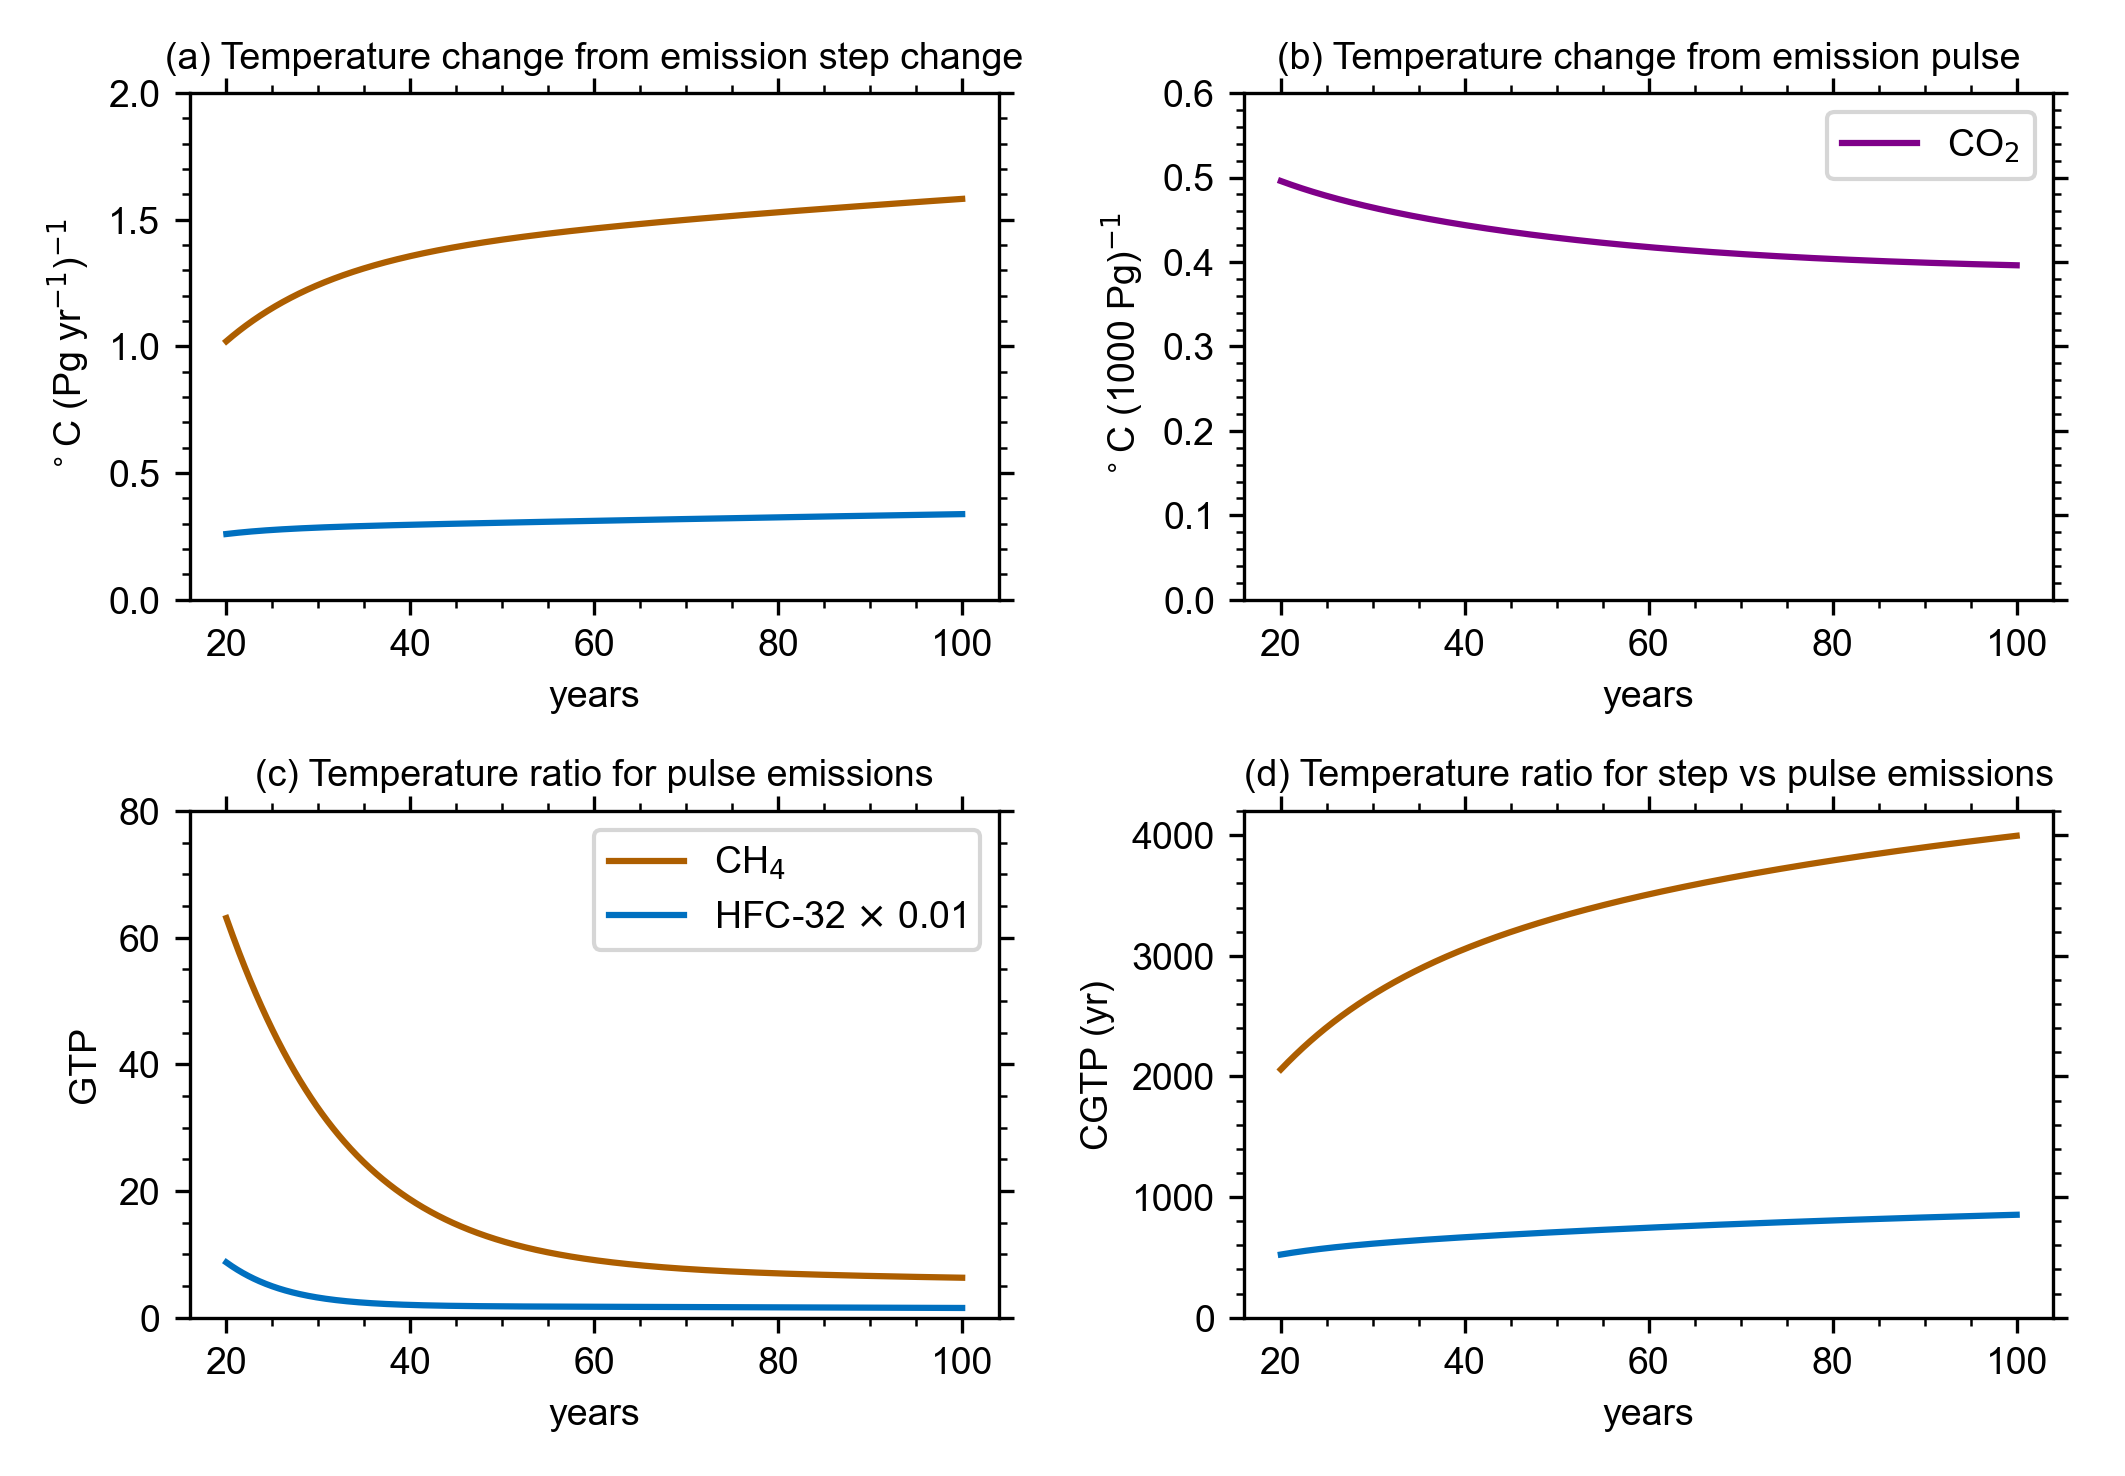 (a) Temperature change from emission step change
2.0
1.5
1.0
0.5
0.0
° C (Pg yr⁻¹)⁻¹
20 40 60 80 100
years
(b) Temperature change from emission pulse
0.6
0.5
0.4
0.3
0.2
0.1
0.0
° C (1000 Pg)⁻¹
CO₂
20 40 60 80 100
years
(c) Temperature ratio for pulse emissions
80
60
40
20
0
GTP
CH₄
HFC-32 × 0.01
20 40 60 80 100
years
(d) Temperature ratio for step vs pulse emissions
4000
3000
2000
1000
0
CGTP (yr)
20 40 60 80 100
years